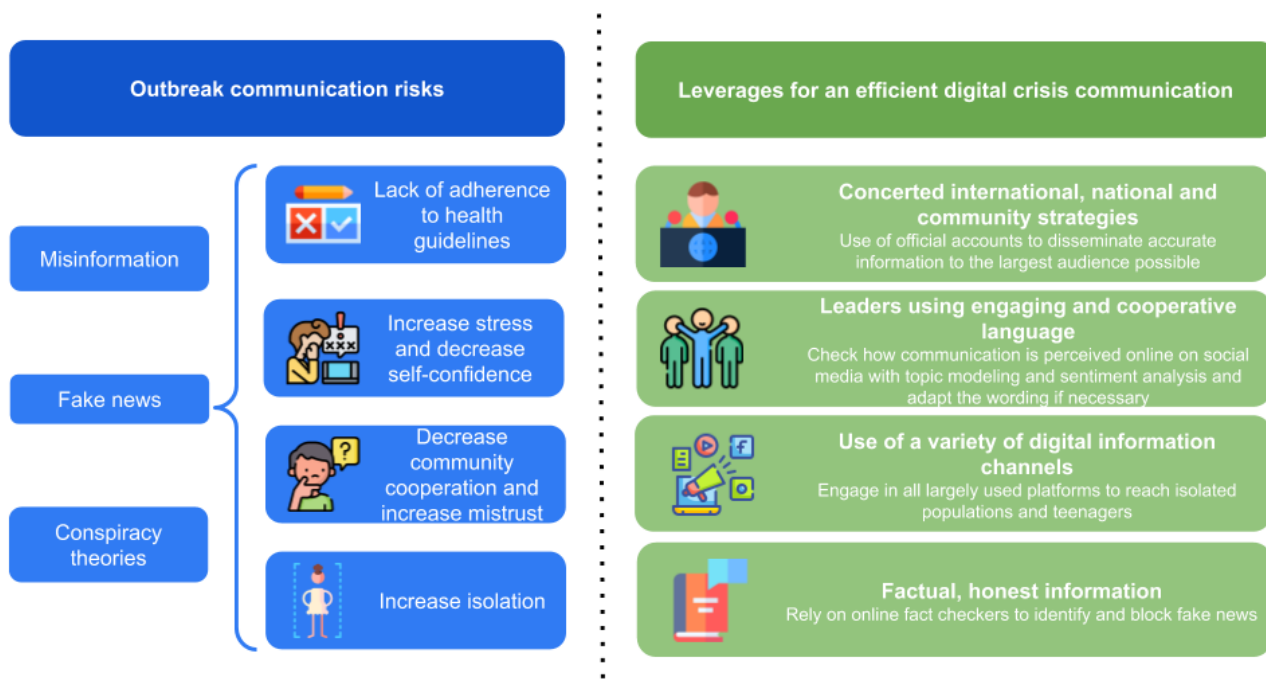 Outbreak communication risks
Misinformation
Fake news
Conspiracy
theories
Lack of adherence
to health
guidelines
Increase stress
and decrease
self-confidence
Decrease
community
cooperation and
increase mistrust
Increase isolation
Leverages for an efficient digital crisis communication
Concerted international, national and
community strategies
Use of official accounts to disseminate accurate
information to the largest audience possible
Leaders using engaging and cooperative
language
Check how communication is perceived online on social
media with topic modeling and sentiment analysis and
adapt the wording if necessary
Use of a variety of digital information
channels
Engage in all largely used platforms to reach isolated
populations and teenagers
Factual, honest information
Rely on online fact checkers to identify and block fake news